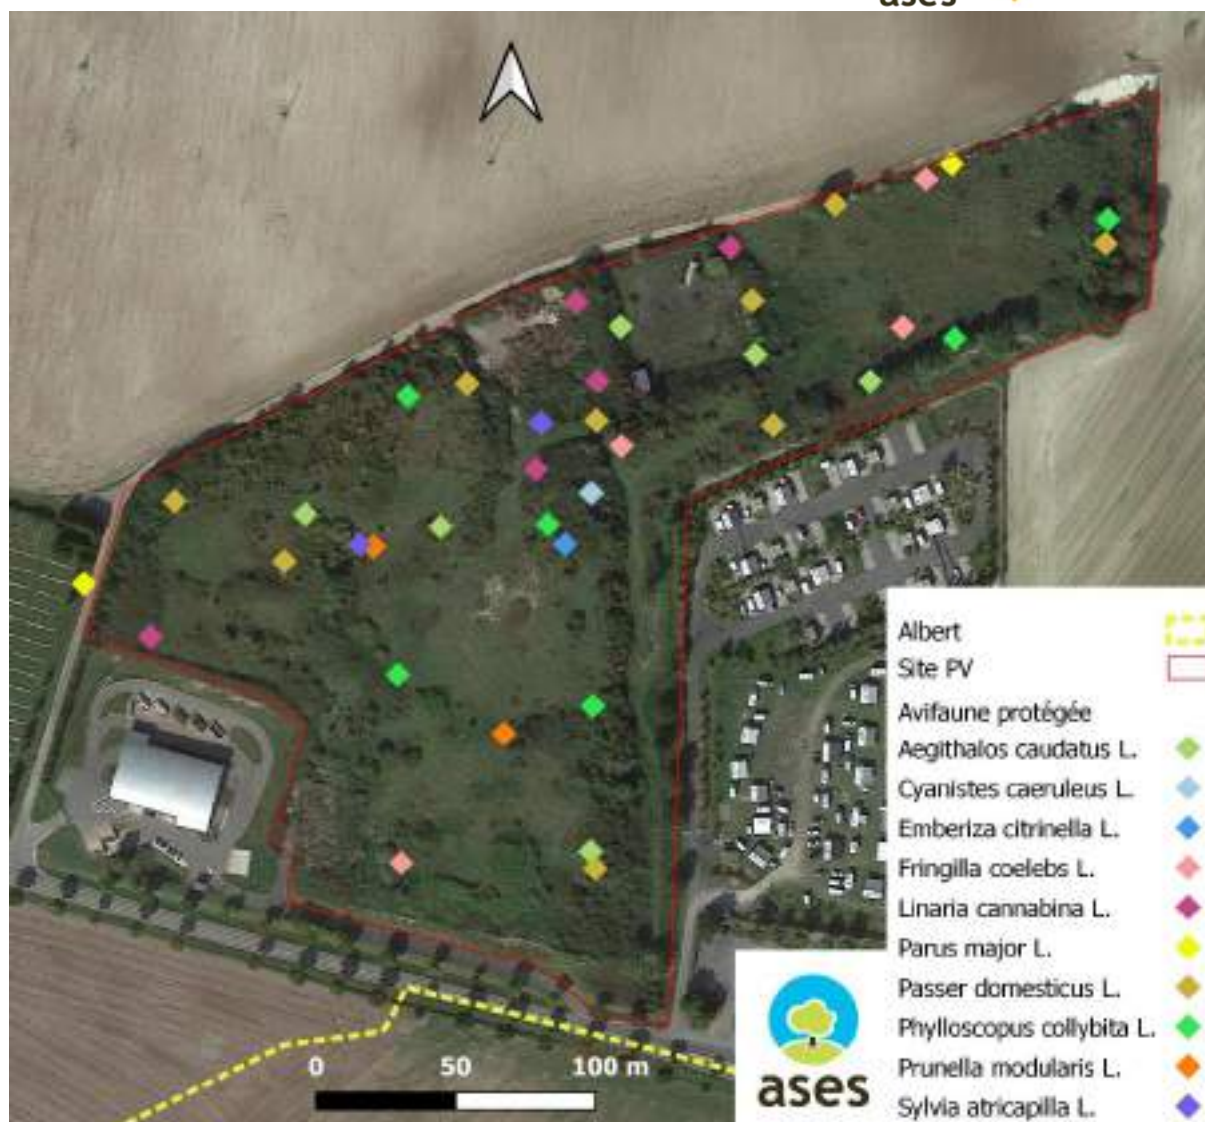 ases
0 50 100 m
Albert
Site PV
Avifaune protégée
Aegithalos caudatus L.
Cyanistes caeruleus L.
Emberiza citrinella L.
Fringilla coelebs L.
Linaria cannabina L.
Parus major L.
Passer domesticus L.
Phylloscopus collybita L.
Prunella modularis L.
Sylvia atricapilla L.
ases